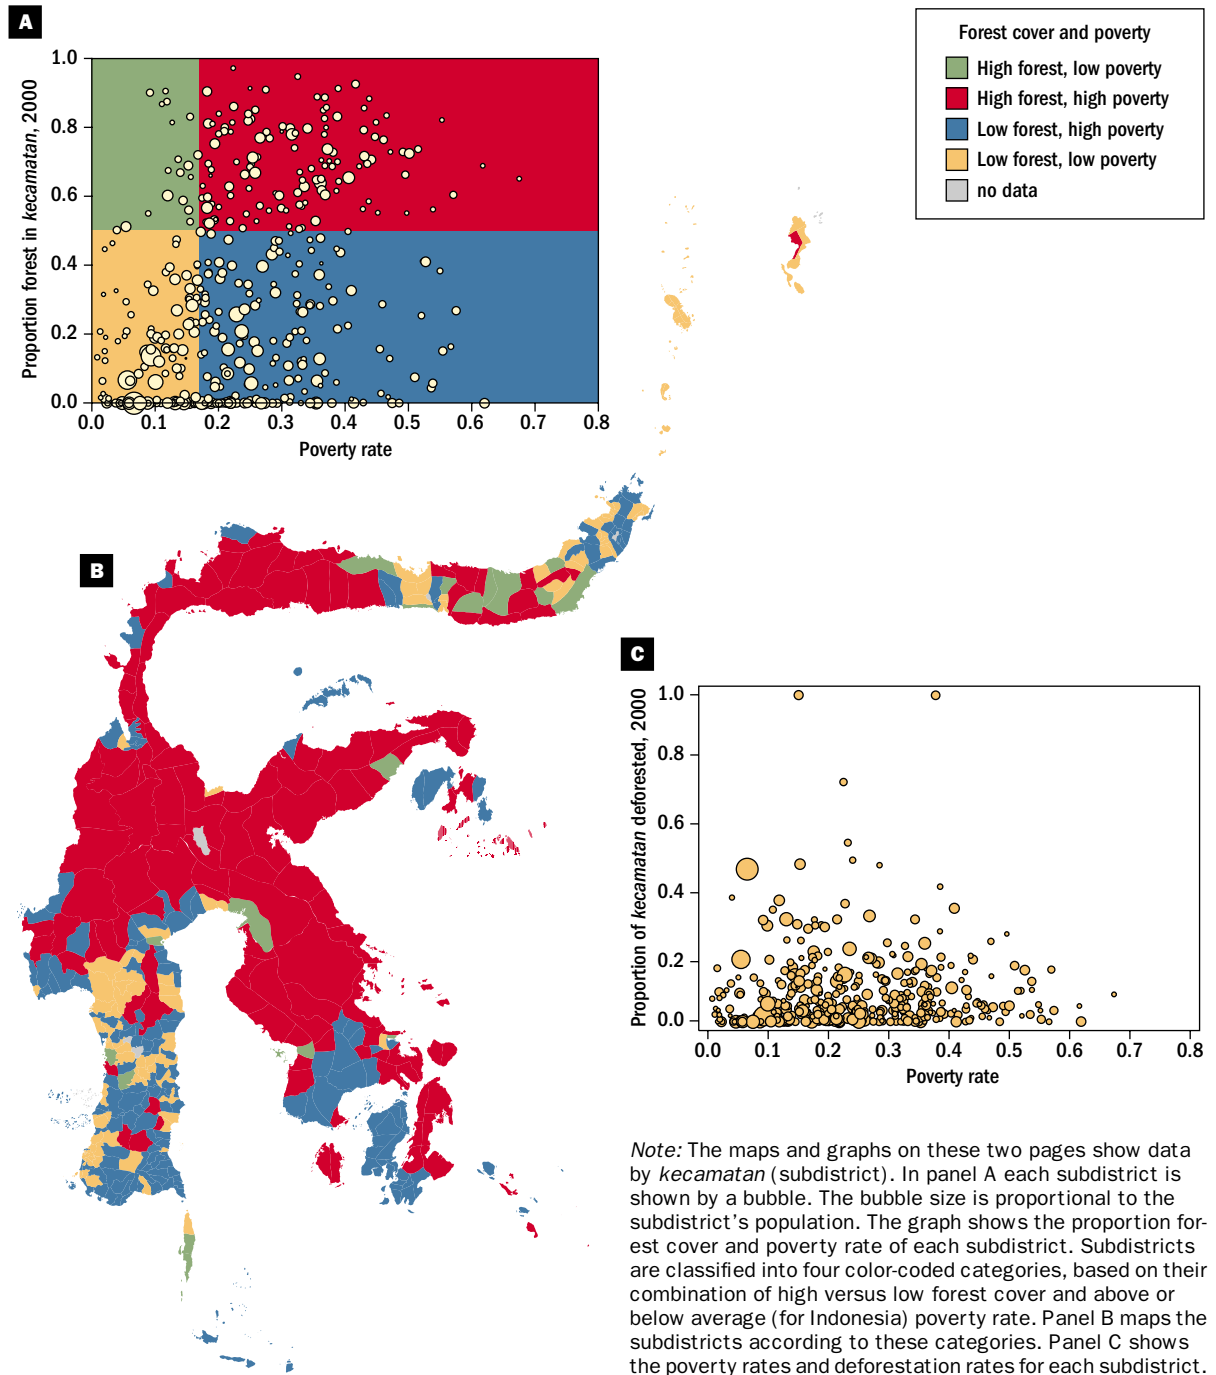 A
Proportion forest in kecamatan, 2000
1.0
0.8
0.6
0.4
0.2
0.0
0.0 0.1 0.2 0.3 0.4 0.5 0.6 0.7 0.8
Poverty rate
Forest cover and poverty
High forest, low poverty
High forest, high poverty
Low forest, high poverty
Low forest, low poverty
no data
B
C
Proportion of kecamatan deforested, 2000
1.0
0.8
0.6
0.4
0.2
0.0
0.0 0.1 0.2 0.3 0.4 0.5 0.6 0.7 0.8
Poverty rate
Note: The maps and graphs on these two pages show data
by kecamatan (subdistrict). In panel A each subdistrict is
shown by a bubble. The bubble size is proportional to the
subdistrict's population. The graph shows the proportion for-
est cover and poverty rate of each subdistrict. Subdistricts
are classified into four color-coded categories, based on their
combination of high versus low forest cover and above or
below average (for Indonesia) poverty rate. Panel B maps the
subdistricts according to these categories. Panel C shows
the poverty rates and deforestation rates for each subdistrict.